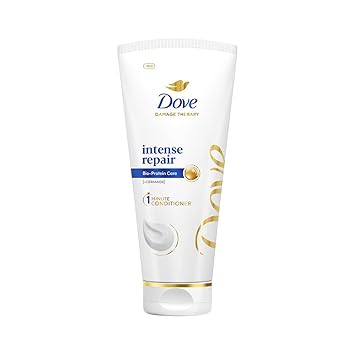 Dove
DAMAGE THERAPY
intense
repair
Bio-Protein Care
[+CERAMIDE]
1 MINUTE
CONDITIONER
Dove